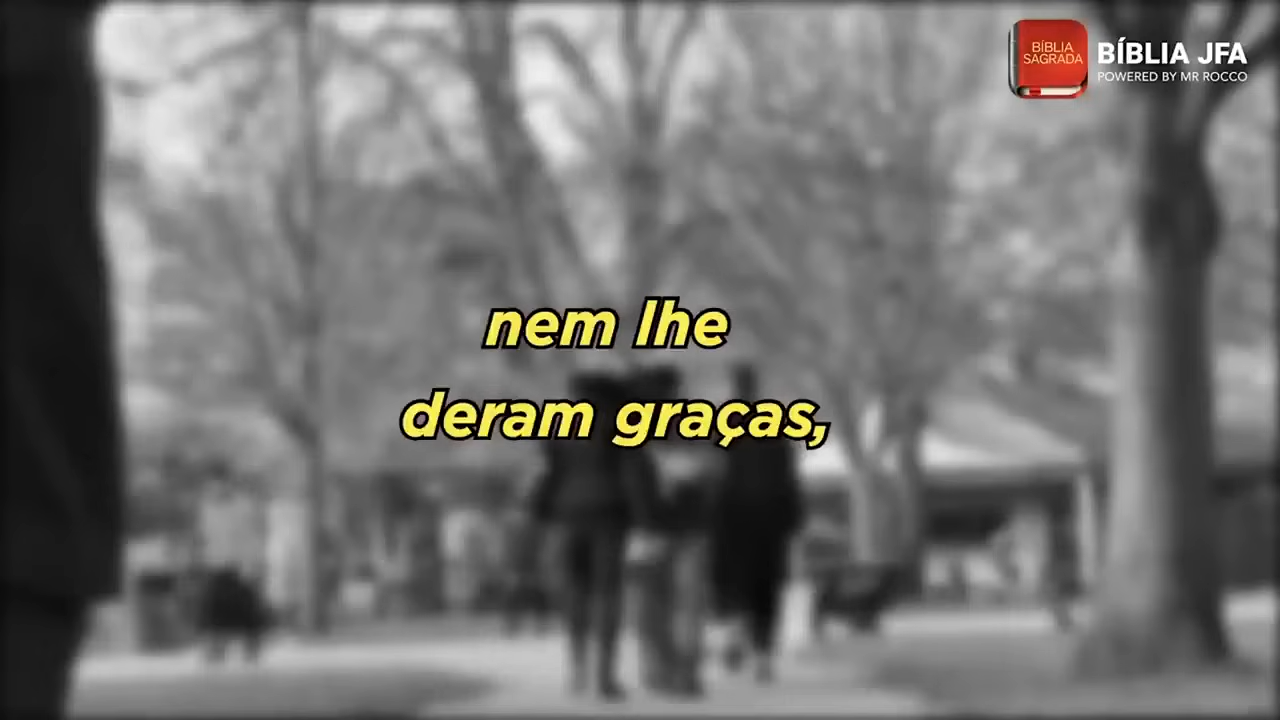 BÍBLIA
SAGRADA
BÍBLIA JFA
POWERED BY MR ROCCO
nem lhe
deram graças,